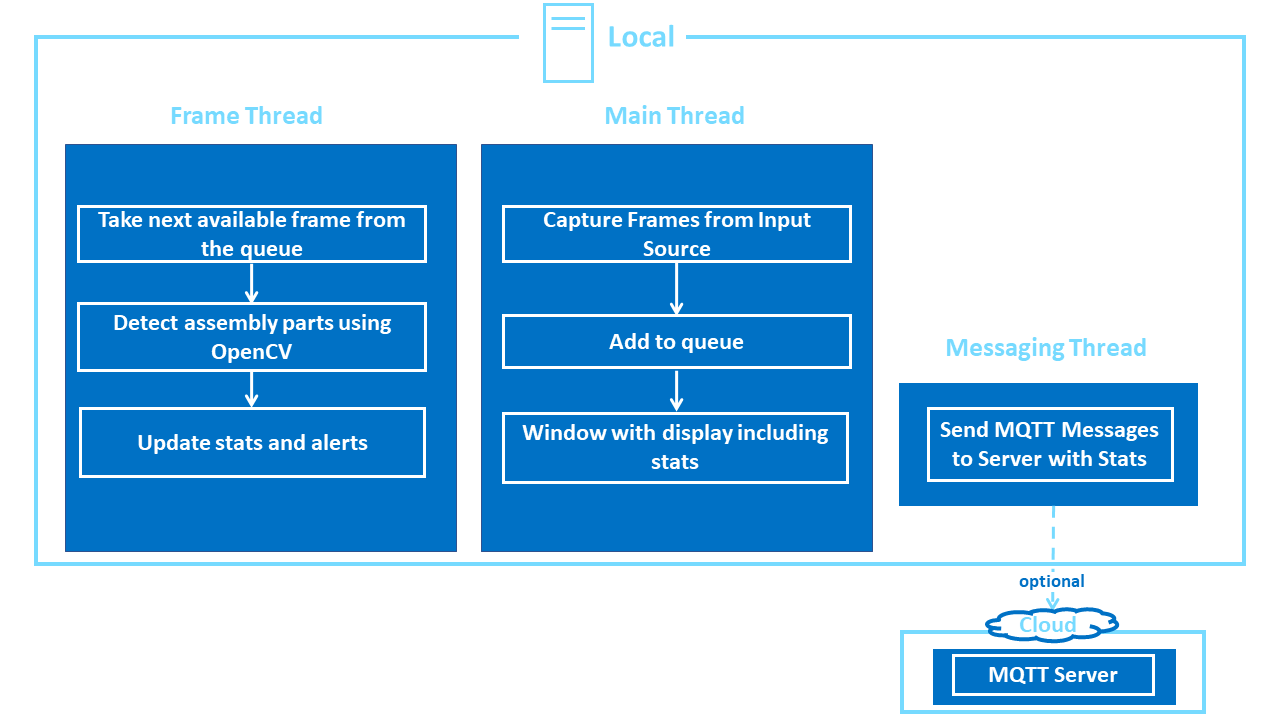 Local
Frame Thread
Take next available frame from
the queue
Detect assembly parts using
OpenCV
Update stats and alerts
Main Thread
Capture Frames from Input
Source
Add to queue
Window with display including
stats
Messaging Thread
Send MQTT Messages
to Server with Stats
optional
Cloud
MQTT Server